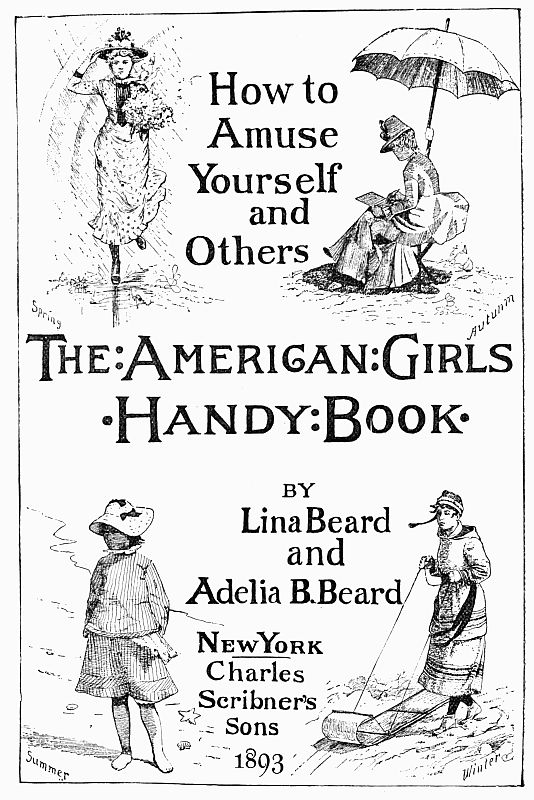 How to
Amuse
Yourself
and
Others
Spring
Autumn
THE:AMERICAN:GIRLS
·HANDY:BOOK·
BY
Lina Beard
and
Adelia B. Beard
NEW YORK
Charles
Scribner's
Sons
1893
Summer
Winter